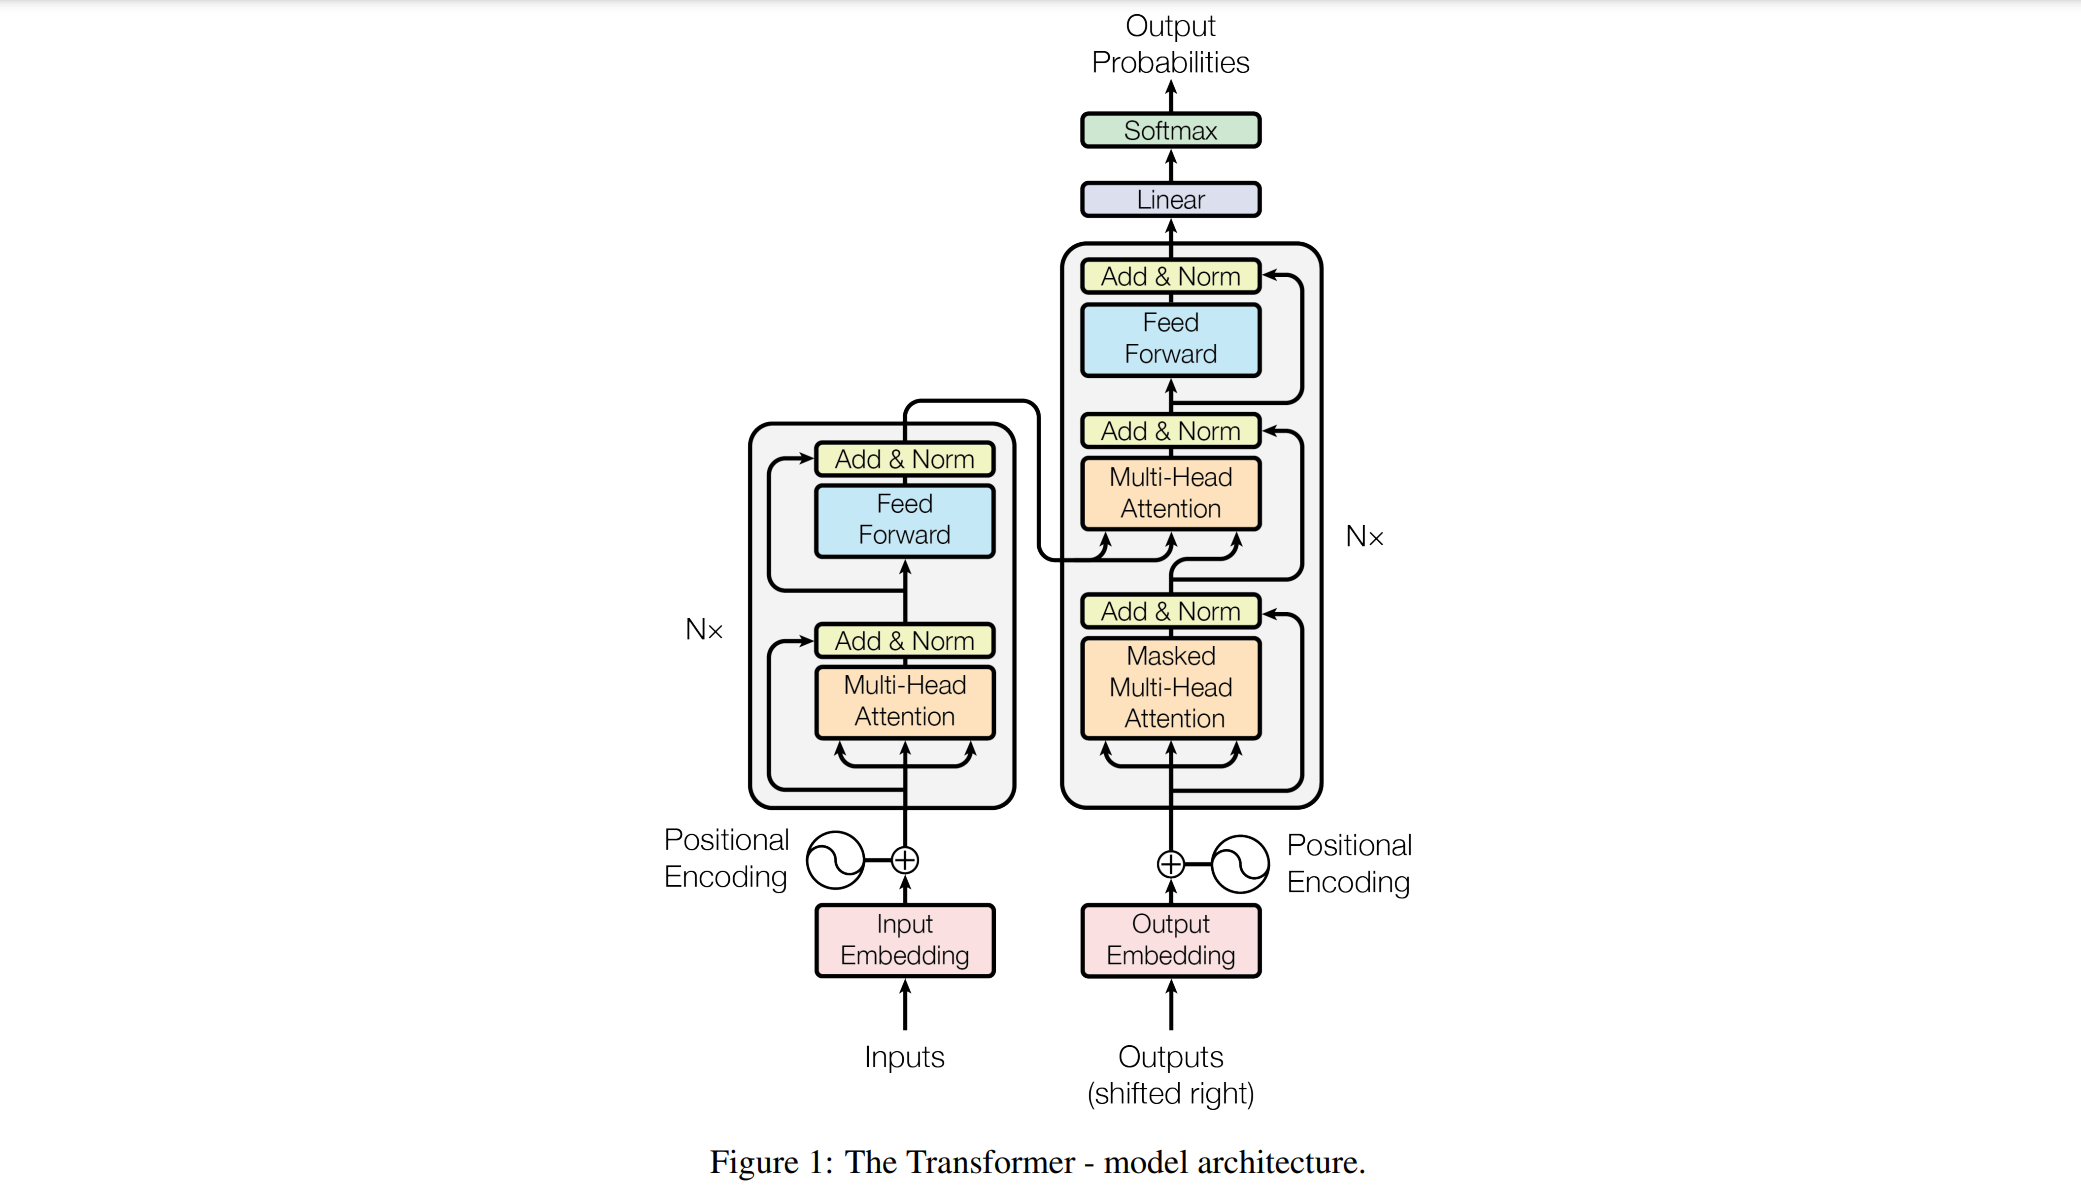 Output
Probabilities
Softmax
Linear
Add & Norm
Feed
Forward
Add & Norm
Multi-Head
Attention
Add & Norm
Masked
Multi-Head
Attention
Nx
Positional
Encoding
Output
Embedding
Outputs
(shifted right)
Add & Norm
Feed
Forward
Add & Norm
Multi-Head
Attention
N×
Positional
Encoding
Input
Embedding
Inputs
Figure 1: The Transformer - model architecture.